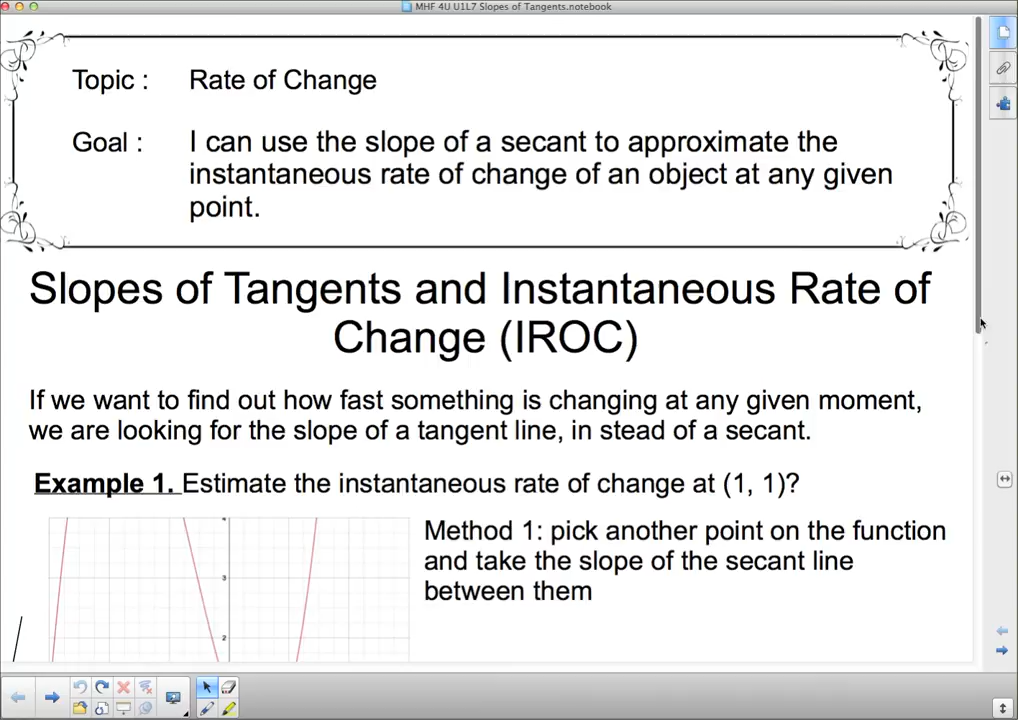 MHF 4U U1L7 Slopes of Tangents.notebook
Topic : Rate of Change
Goal : I can use the slope of a secant to approximate the
instantaneous rate of change of an object at any given
point.
Slopes of Tangents and Instantaneous Rate of
Change (IROC)
If we want to find out how fast something is changing at any given moment,
we are looking for the slope of a tangent line, in stead of a secant.
Example 1. Estimate the instantaneous rate of change at (1, 1)?
Method 1: pick another point on the function
and take the slope of the secant line
between them
4
3
2